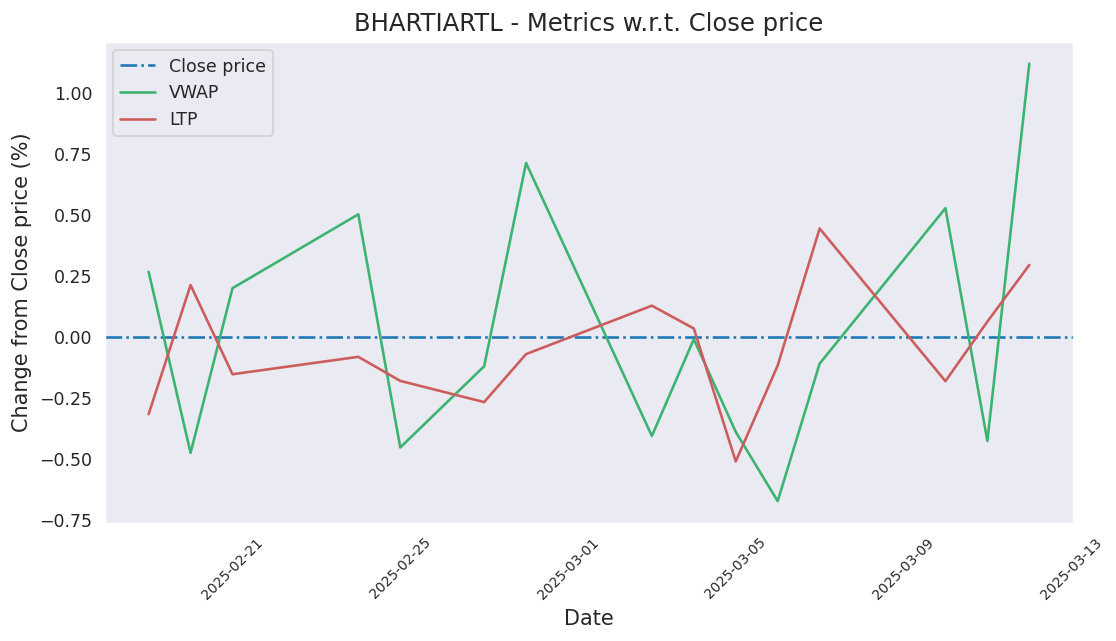 BHARTIARTL - Metrics w.r.t. Close price
Close price
VWAP
LTP
Change from Close price (%)
1.00
0.75
0.50
0.25
0.00
−0.25
−0.50
−0.75
2025-02-21
2025-02-25
2025-03-01
2025-03-05
2025-03-09
2025-03-13
Date